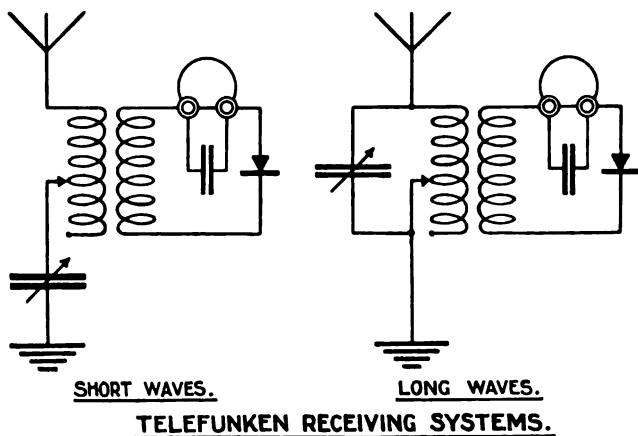 SHORT WAVES.
LONG WAVES.
TELEFUNKEN RECEIVING SYSTEMS.